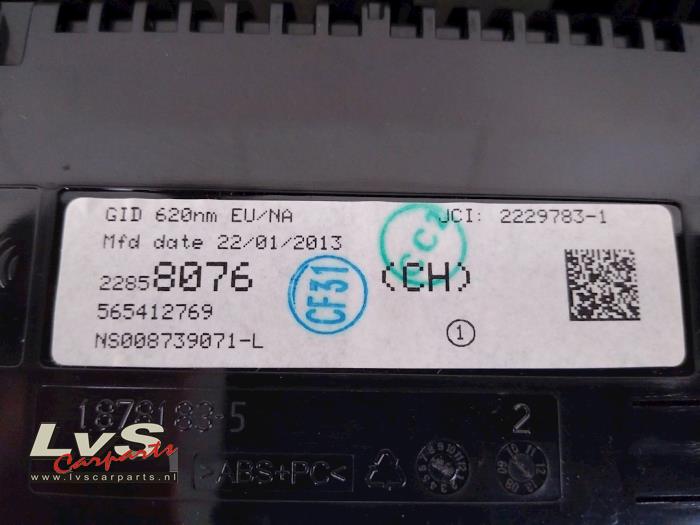 GID 620nm EU/NA JCI: 2229783-1
Mfd date 22/01/2013
22858076 (CH)
565412769
NS008739071-L 1
CF31
CC2
1878183-5 2
>ABS+PC<
LvS
Carparts
www.lvscarparts.nl